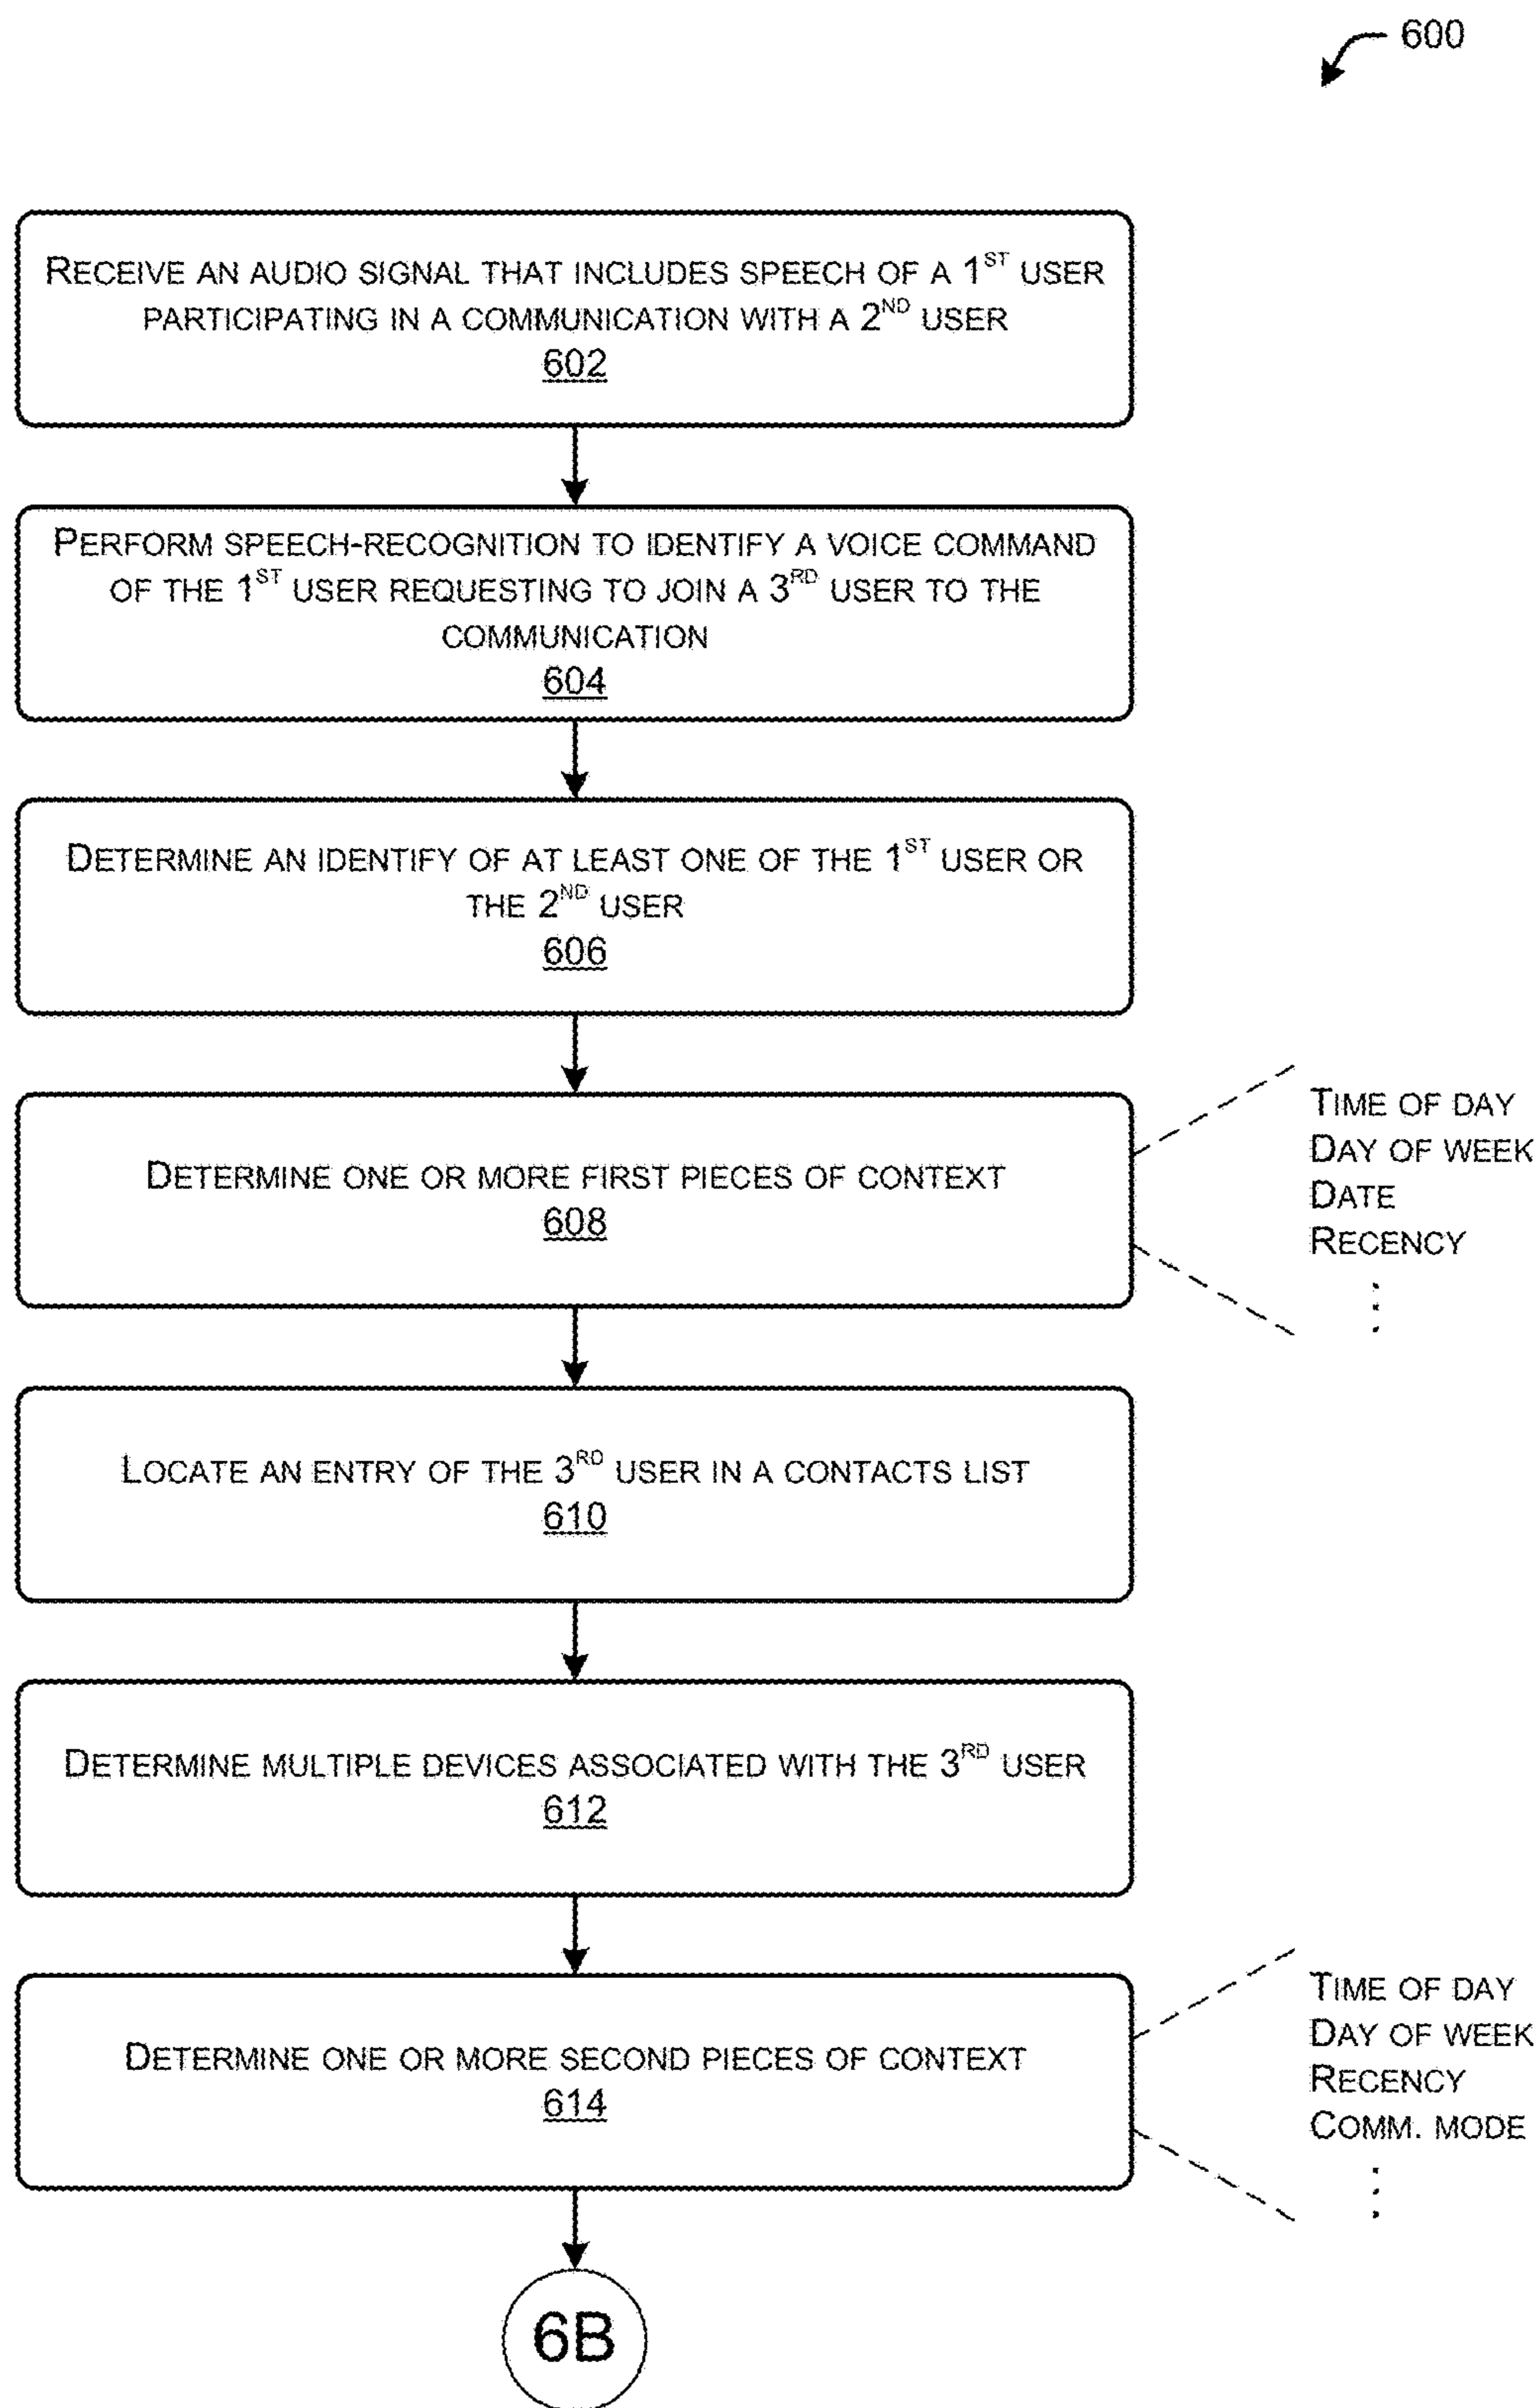 600
RECEIVE AN AUDIO SIGNAL THAT INCLUDES SPEECH OF A 1ST USER
PARTICIPATING IN A COMMUNICATION WITH A 2ND USER
602
PERFORM SPEECH-RECOGNITION TO IDENTIFY A VOICE COMMAND
OF THE 1ST USER REQUESTING TO JOIN A 3RD USER TO THE
COMMUNICATION
604
DETERMINE AN IDENTIFY OF AT LEAST ONE OF THE 1ST USER OR
THE 2ND USER
606
DETERMINE ONE OR MORE FIRST PIECES OF CONTEXT
608
TIME OF DAY
DAY OF WEEK
DATE
RECENCY
LOCATE AN ENTRY OF THE 3RD USER IN A CONTACTS LIST
610
DETERMINE MULTIPLE DEVICES ASSOCIATED WITH THE 3RD USER
612
DETERMINE ONE OR MORE SECOND PIECES OF CONTEXT
614
TIME OF DAY
DAY OF WEEK
RECENCY
COMM. MODE
6B